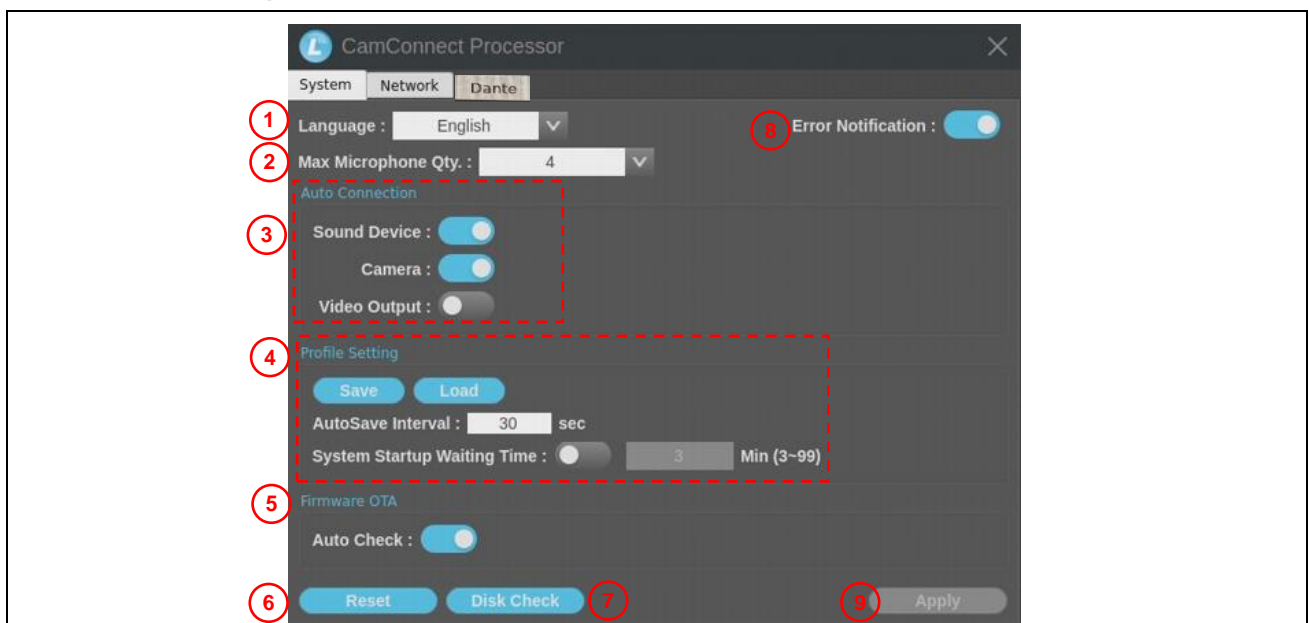 CamConnect Processor
System Network Dante
1 Language : English 8 Error Notification :
2 Max Microphone Qty. : 4
Auto Connection
3 Sound Device :
Camera :
Video Output :
4 Profile Setting
Save Load
AutoSave Interval : 30 sec
System Startup Waiting Time : 3 Min (3~99)
5 Firmware OTA
Auto Check :
6 Reset Disk Check 7 9 Apply